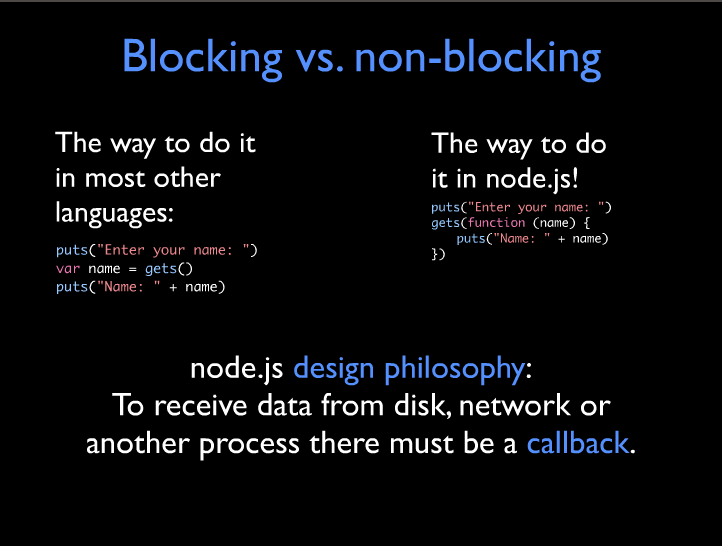 Blocking vs. non-blocking
The way to do it
in most other
languages:
puts("Enter your name: ")
var name = gets()
puts("Name: " + name)
The way to do
it in node.js!
puts("Enter your name: ")
gets(function (name) {
puts("Name: " + name)
})
node.js design philosophy:
To receive data from disk, network or
another process there must be a callback.